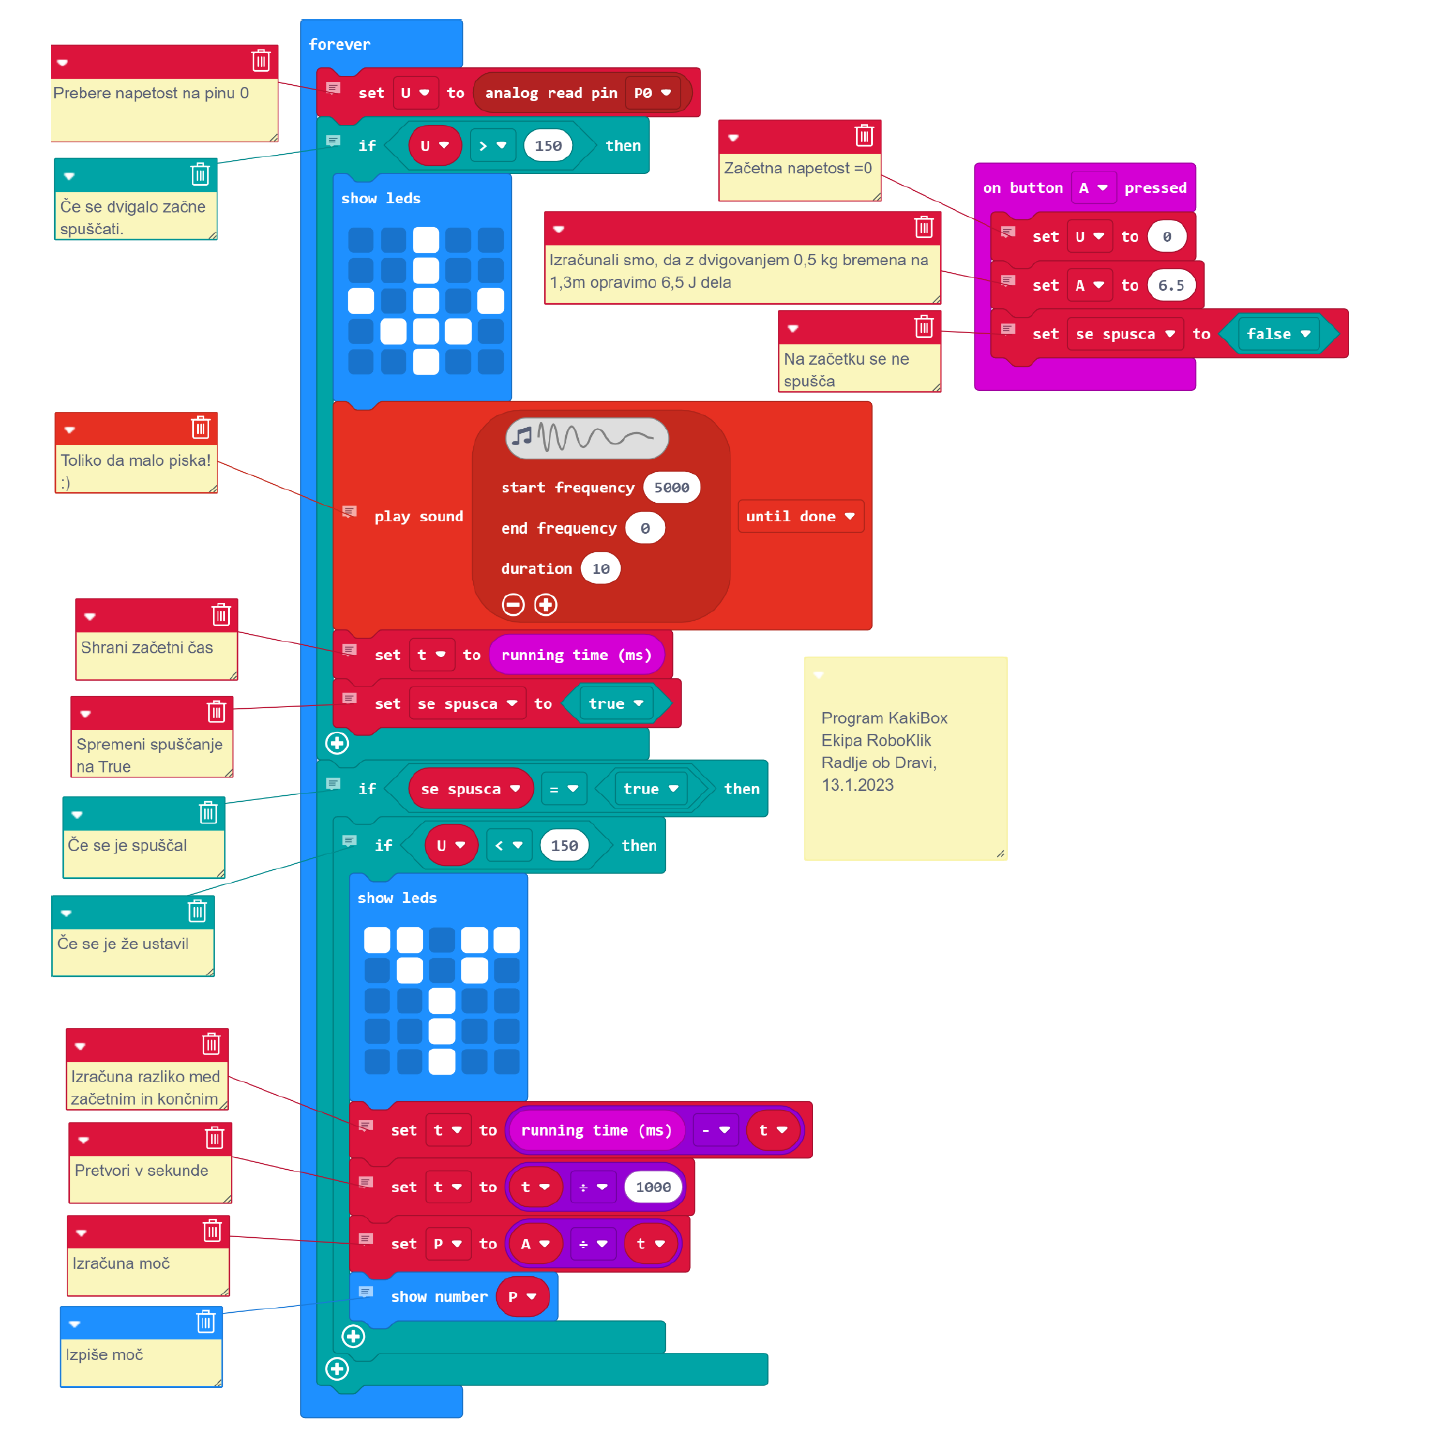 forever
Prebere napetost na pinu 0
set U to analog read pin P0
if U > 150 then
Če se dvigalo začne
spuščati.
show leds
Začetna napetost =0
on button A pressed
set U to 0
Izračunali smo, da z dvigovanjem 0,5 kg bremena na
1,3m opravimo 6,5 J dela
set A to 6.5
set se spusca to false
Na začetku se ne
spušča
Toliko da malo piska!
:)
play sound
start frequency 5000
end frequency 0
duration 10
until done
Shrani začetni čas
set t to running time (ms)
Spremeni spuščanje
na True
set se spusca to true
Program KakiBox
Ekipa RoboKlik
Radlje ob Dravi,
13.1.2023
Če se je spuščal
if se spusca = true then
if U < 150 then
Če se je že ustavil
show leds
Izračuna razliko med
začetnim in končnim
set t to running time (ms) - t
Pretvori v sekunde
set t to t ÷ 1000
Izračuna moč
set P to A ÷ t
show number P
Izpiše moč